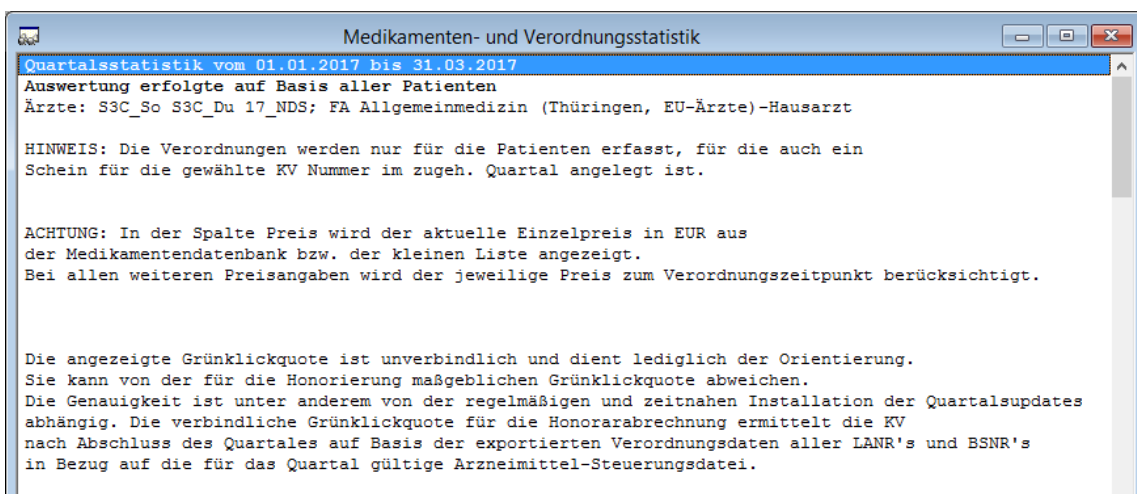 Medikamenten- und Verordnungsstatistik
Quartalsstatistik vom 01.01.2017 bis 31.03.2017
Auswertung erfolgte auf Basis aller Patienten
Ärzte: S3C_So S3C_Du 17_NDS; FA Allgemeinmedizin (Thüringen, EU-Ärzte)-Hausarzt
HINWEIS: Die Verordnungen werden nur für die Patienten erfasst, für die auch ein
Schein für die gewählte KV Nummer im zugeh. Quartal angelegt ist.
ACHTUNG: In der Spalte Preis wird der aktuelle Einzelpreis in EUR aus
der Medikamentendatenbank bzw. der kleinen Liste angezeigt.
Bei allen weiteren Preisangaben wird der jeweilige Preis zum Verordnungszeitpunkt berücksichtigt.
Die angezeigte Grünklickquote ist unverbindlich und dient lediglich der Orientierung.
Sie kann von der für die Honorierung maßgeblichen Grünklickquote abweichen.
Die Genauigkeit ist unter anderem von der regelmäßigen und zeitnahen Installation der Quartalsupdates
abhängig. Die verbindliche Grünklickquote für die Honorarabrechnung ermittelt die KV
nach Abschluss des Quartales auf Basis der exportierten Verordnungsdaten aller LANR's und BSNR's
in Bezug auf die für das Quartal gültige Arzneimittel-Steuerungsdatei.